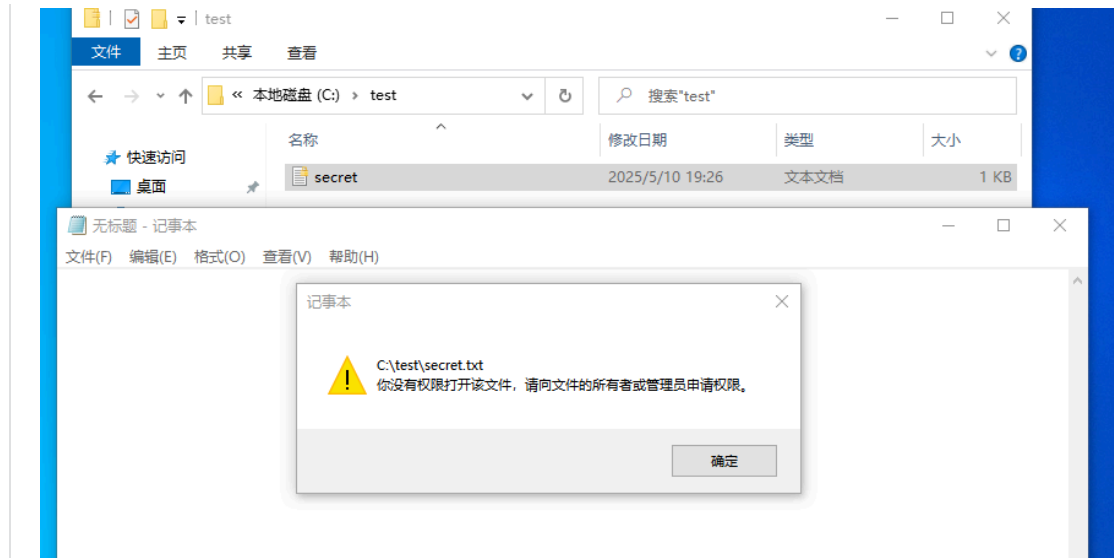 test
文件 主页 共享 查看
« 本地磁盘 (C:) › test 搜索"test"
名称 修改日期 类型 大小
快速访问
secret 2025/5/10 19:26 文本文档 1 KB
桌面
无标题 - 记事本
文件(F) 编辑(E) 格式(O) 查看(V) 帮助(H)
记事本
C:\test\secret.txt
你没有权限打开该文件，请向文件的所有者或管理员申请权限。
确定